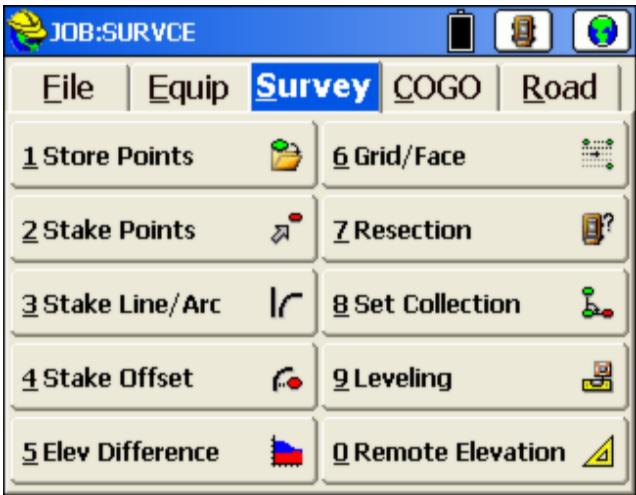 JOB:SURVCE
File Equip Survey COGO Road
1 Store Points
2 Stake Points
3 Stake Line/Arc
4 Stake Offset
5 Elev Difference
6 Grid/Face
7 Resection
?
8 Set Collection
9 Leveling
0 Remote Elevation